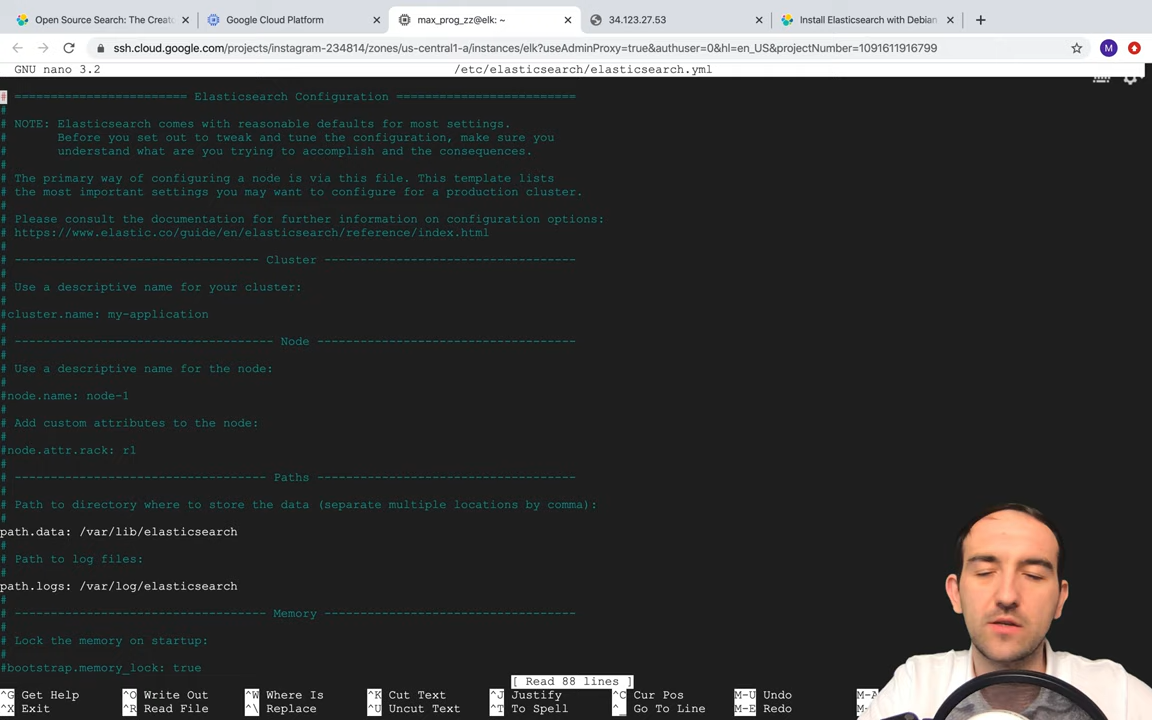 Open Source Search: The Creato
Google Cloud Platform
max_prog_zz@elk: ~
34.123.27.53
Install Elasticsearch with Debian
ssh.cloud.google.com/projects/instagram-234814/zones/us-central1-a/instances/elk?useAdminProxy=true&authuser=0&hl=en_US&projectNumber=1091611916799
M
GNU nano 3.2 /etc/elasticsearch/elasticsearch.yml
# ======================== Elasticsearch Configuration =========================
#
# NOTE: Elasticsearch comes with reasonable defaults for most settings.
#       Before you set out to tweak and tune the configuration, make sure you
#       understand what are you trying to accomplish and the consequences.
#
# The primary way of configuring a node is via this file. This template lists
# the most important settings you may want to configure for a production cluster.
#
# Please consult the documentation for further information on configuration options:
# https://www.elastic.co/guide/en/elasticsearch/reference/index.html
#
# ---------------------------------- Cluster -----------------------------------
#
# Use a descriptive name for your cluster:
#
#cluster.name: my-application
#
# ------------------------------------ Node ------------------------------------
#
# Use a descriptive name for the node:
#
#node.name: node-1
#
# Add custom attributes to the node:
#
#node.attr.rack: r1
#
# ----------------------------------- Paths ------------------------------------
#
# Path to directory where to store the data (separate multiple locations by comma):
#
path.data: /var/lib/elasticsearch
#
# Path to log files:
#
path.logs: /var/log/elasticsearch
#
# ----------------------------------- Memory -----------------------------------
#
# Lock the memory on startup:
#
#bootstrap.memory_lock: true
[ Read 88 lines ]
^G Get Help ^O Write Out ^W Where Is ^K Cut Text ^J Justify ^C Cur Pos M-U Undo
^X Exit ^R Read File ^\ Replace ^U Uncut Text ^T To Spell ^_ Go To Line M-E Redo